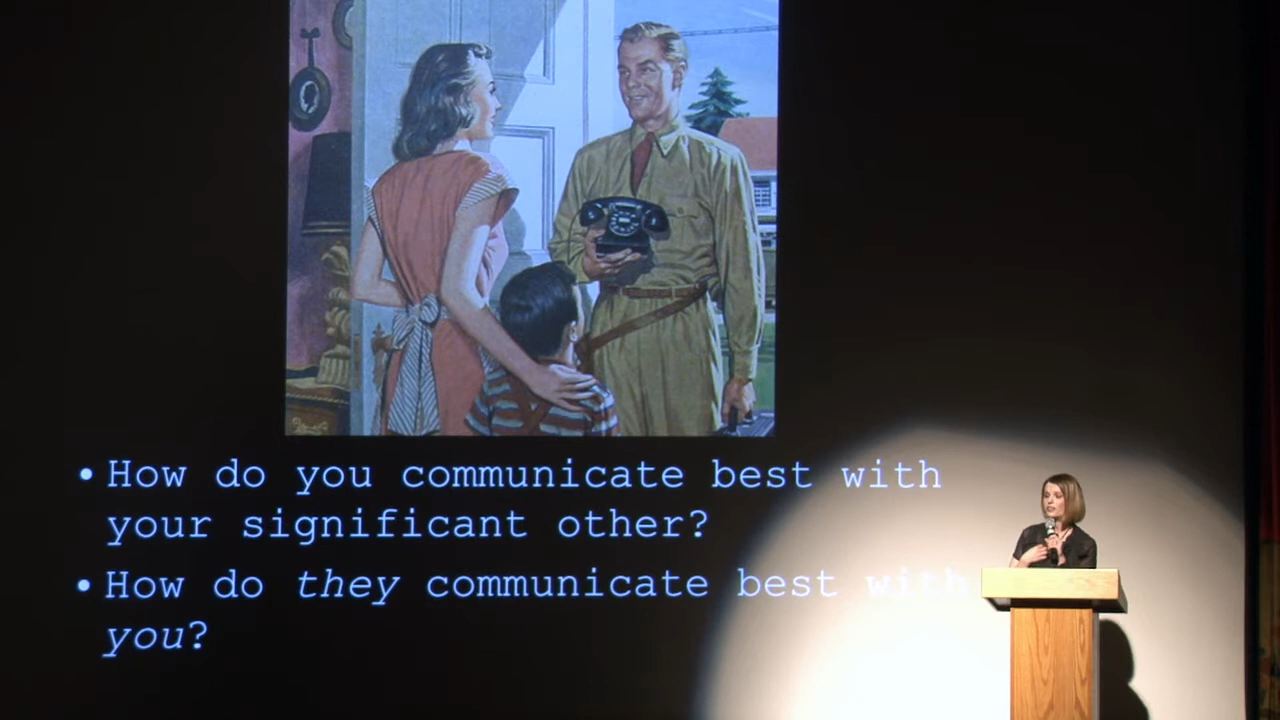 • How do you communicate best with
your significant other?
• How do they communicate best with
you?